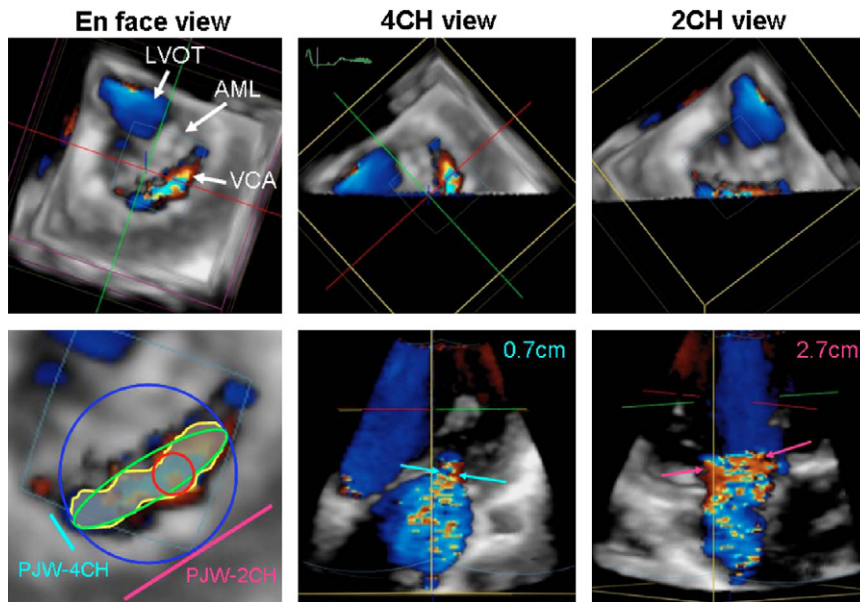 En face view
4CH view
2CH view
LVOT
AML
VCA
0.7cm
2.7cm
PJW-4CH
PJW-2CH